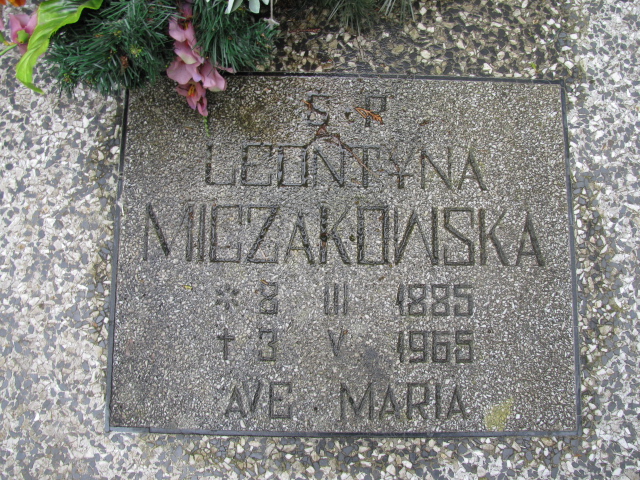 Ś.P.
LEONTYNA
MICZAKOWSKA
* 8 III 1885
† 3 V 1965
AVE . MARIA